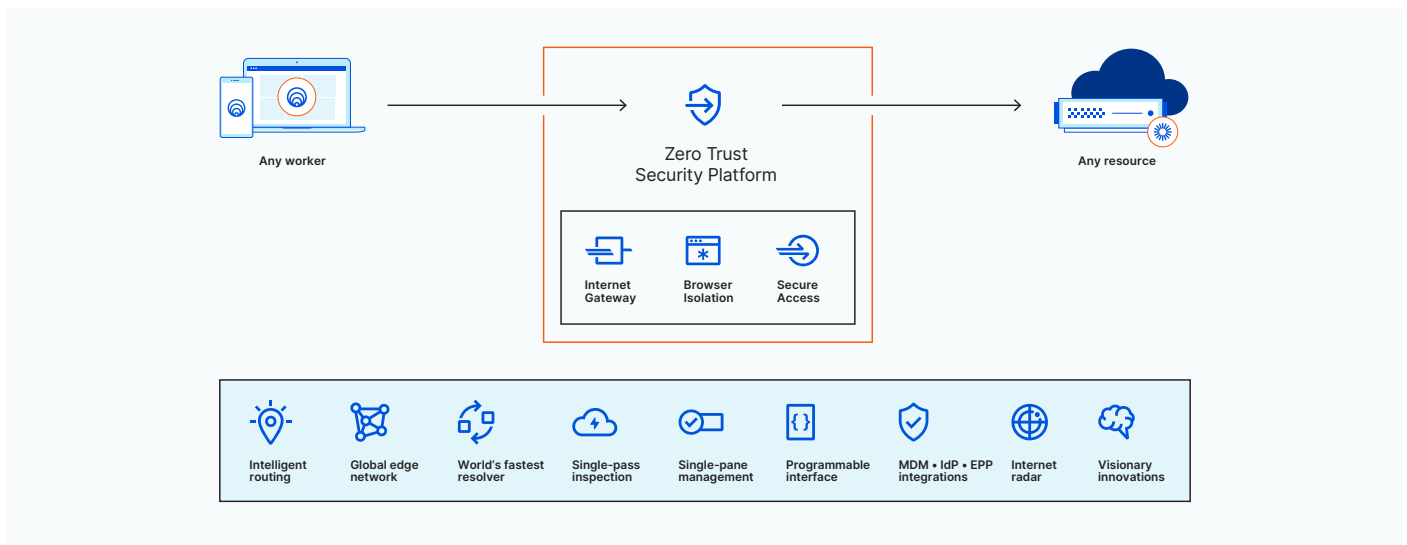 Any worker
Zero Trust
Security Platform
Any resource
Internet
Gateway
Browser
Isolation
Secure
Access
Intelligent
routing
Global edge
network
World's fastest
resolver
Single-pass
inspection
Single-pane
management
Programmable
interface
MDM • IdP • EPP
integrations
Internet
radar
Visionary
innovations